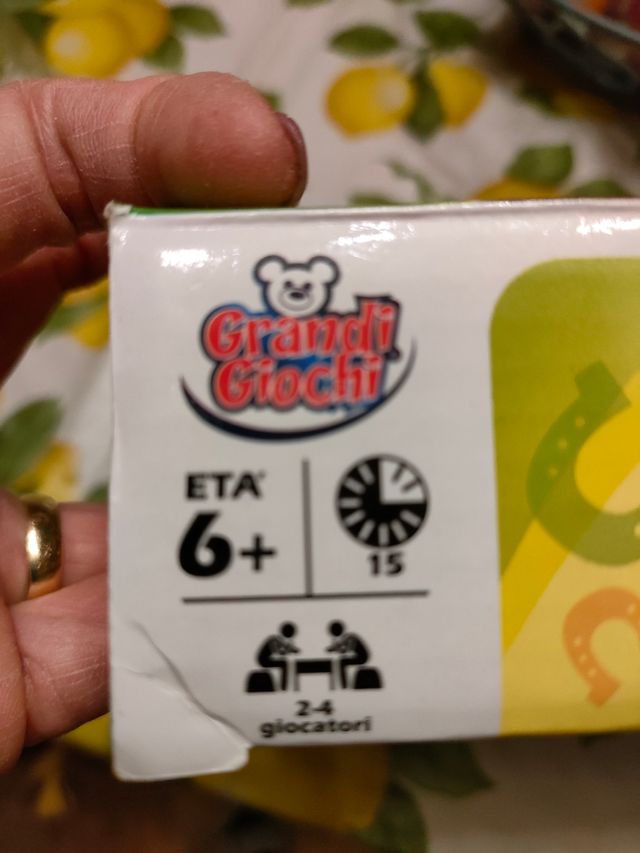 Grandi
Giochi
ETA'
6+
15
2-4
giocatori